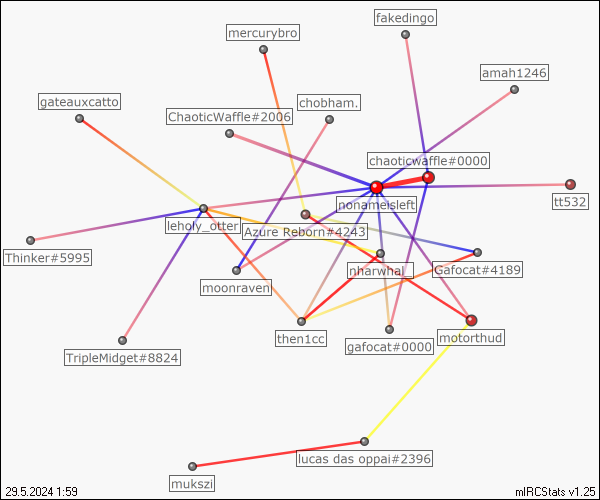 fakedingo
mercurybro
amah1246
gateauxcatto
chobham.
ChaoticWaffle#2006
chaoticwaffle#0000
tt532
nonameisleft
leholy_otter
Azure Reborn#4243
Thinker#5995
nharwhal_
Gafocat#4189
moonraven
then1cc
gafocat#0000
motorthud
TripleMidget#8824
lucas das oppai#2396
mukszi
29.5.2024 1:59
mIRCStats v1.25